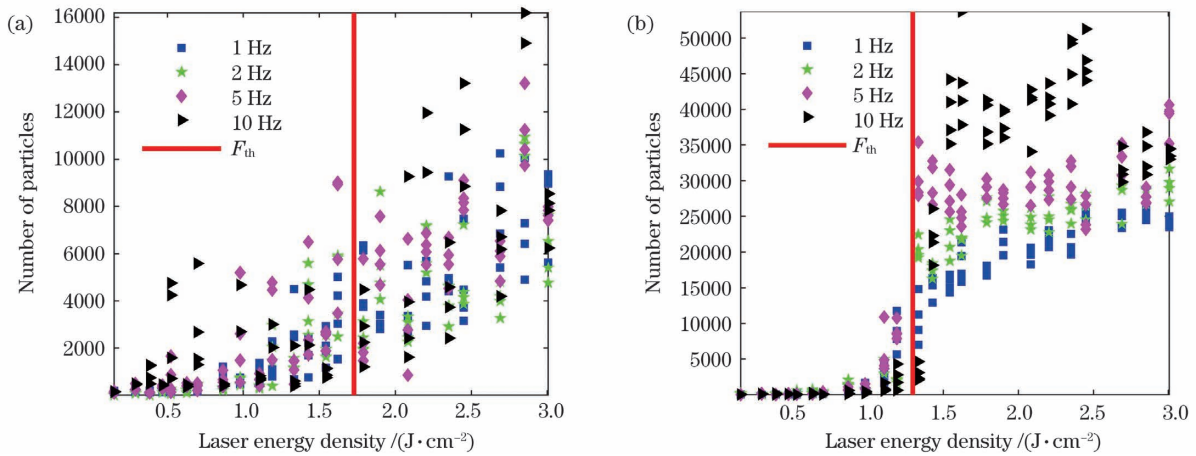 (a)
16000
14000
12000
10000
8000
6000
4000
2000
1 Hz
2 Hz
5 Hz
10 Hz
Fth
Number of particles
0.5 1.0 1.5 2.0 2.5 3.0
Laser energy density /(J·cm⁻²)
(b)
50000
45000
40000
35000
30000
25000
20000
15000
10000
5000
1 Hz
2 Hz
5 Hz
10 Hz
Fth
Number of particles
0.5 1.0 1.5 2.0 2.5 3.0
Laser energy density /(J·cm⁻²)